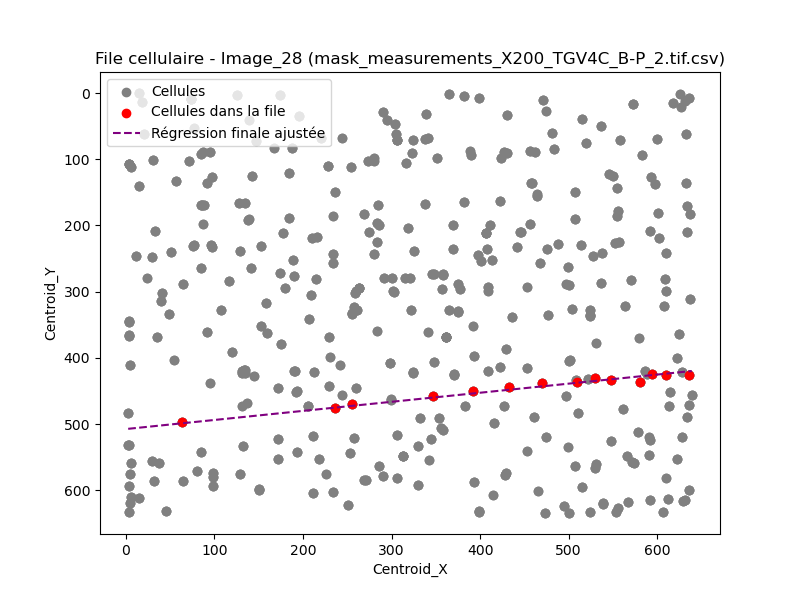 File cellulaire - Image_28 (mask_measurements_X200_TGV4C_B-P_2.tif.csv)
Cellules
Cellules dans la file
Régression finale ajustée
0
100
200
300
400
500
600
Centroid_Y
0 100 200 300 400 500 600
Centroid_X